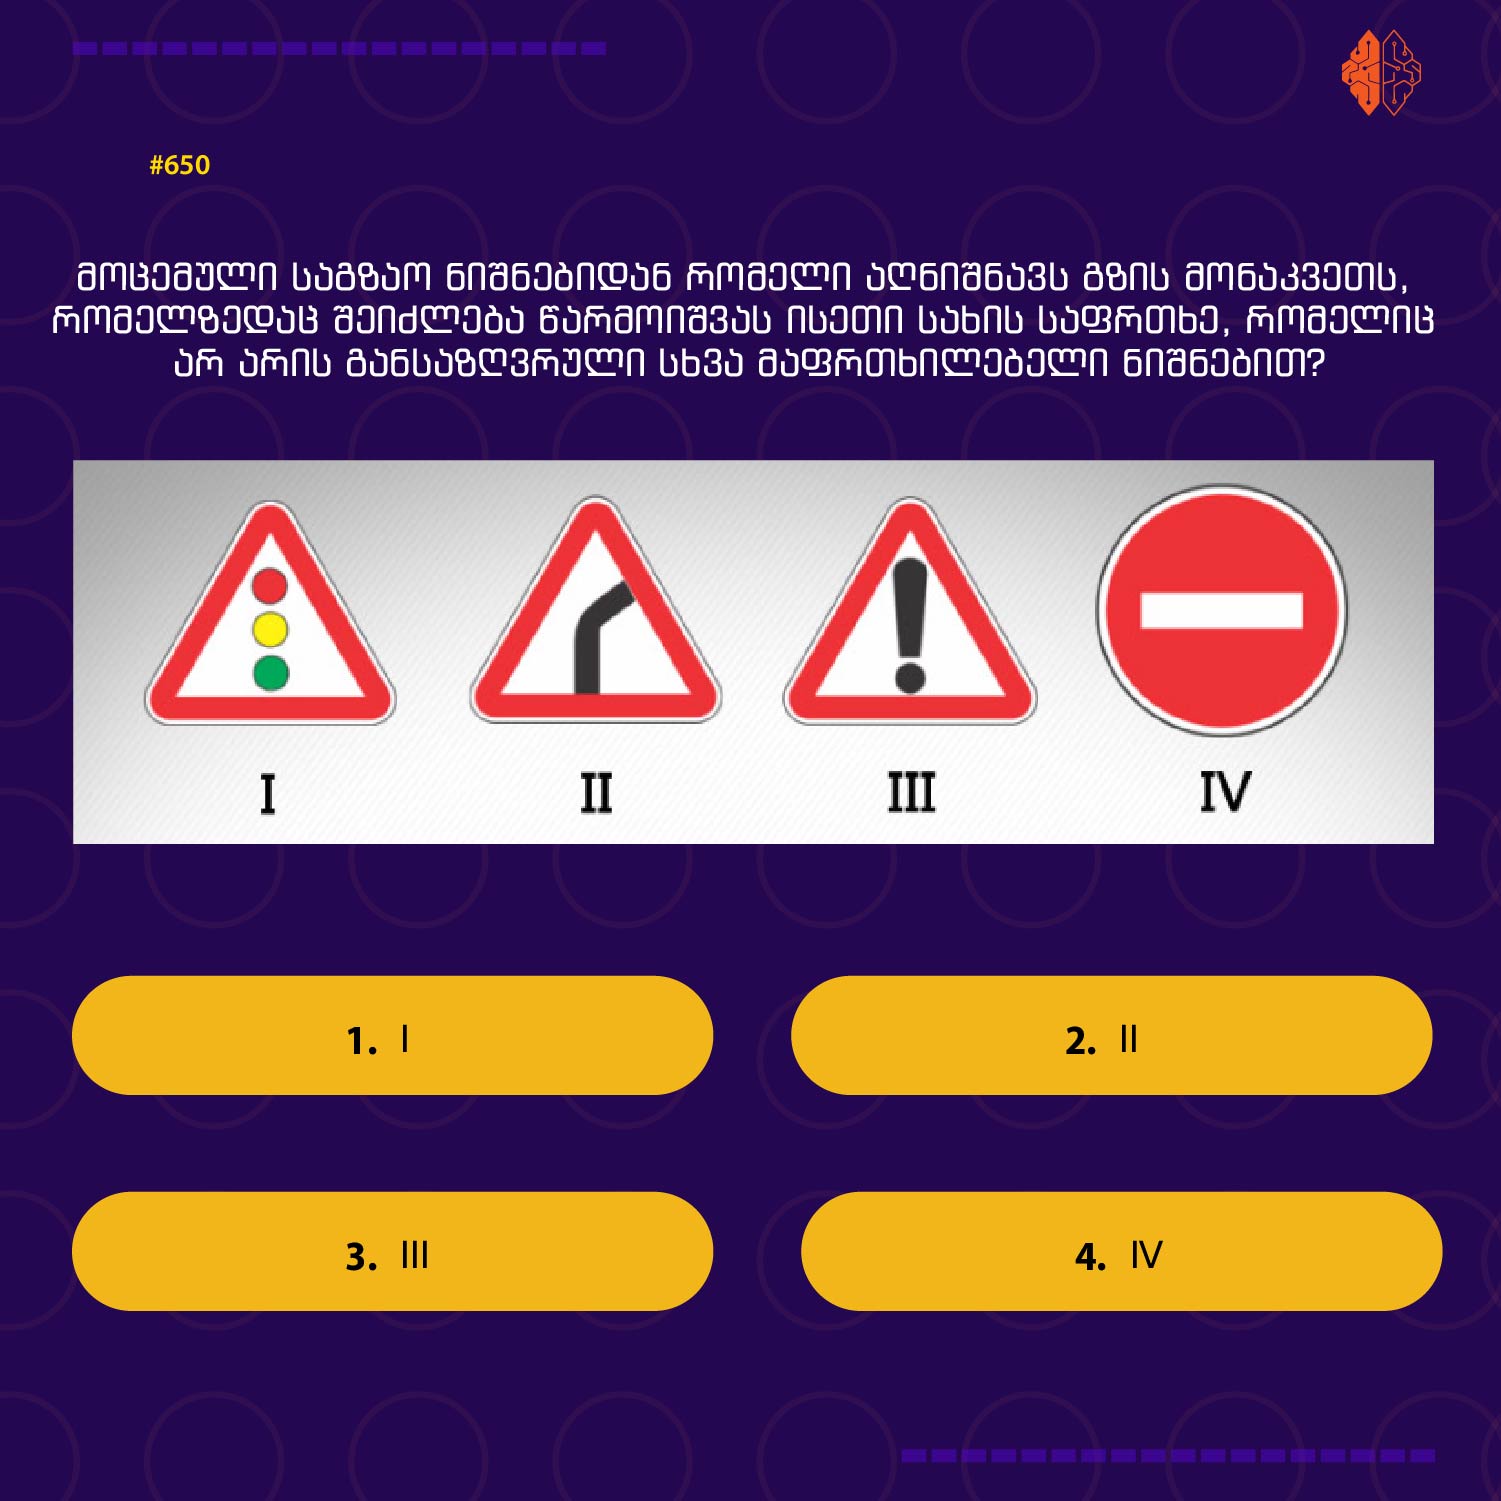 #650
მოცემული საგზაო ნიშნებიდან რომელი აღნიშნავს გზის მონაკვეთს,
რომელზედაც შეიძლება წარმოიშვას ისეთი სახის საფრთხე, რომელიც
არ არის განსაზღვრული სხვა მაფრთხილებელი ნიშნებით?
I II III IV
1. I
2. II
3. III
4. IV